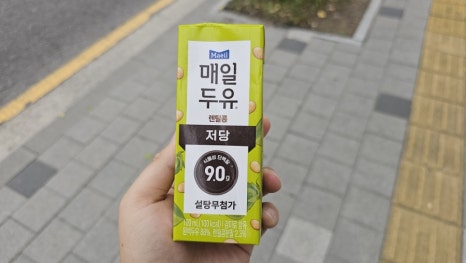 Maeil
매일
두유
렌틸콩
저당
식물성 단백질
9.0g
설탕무첨가